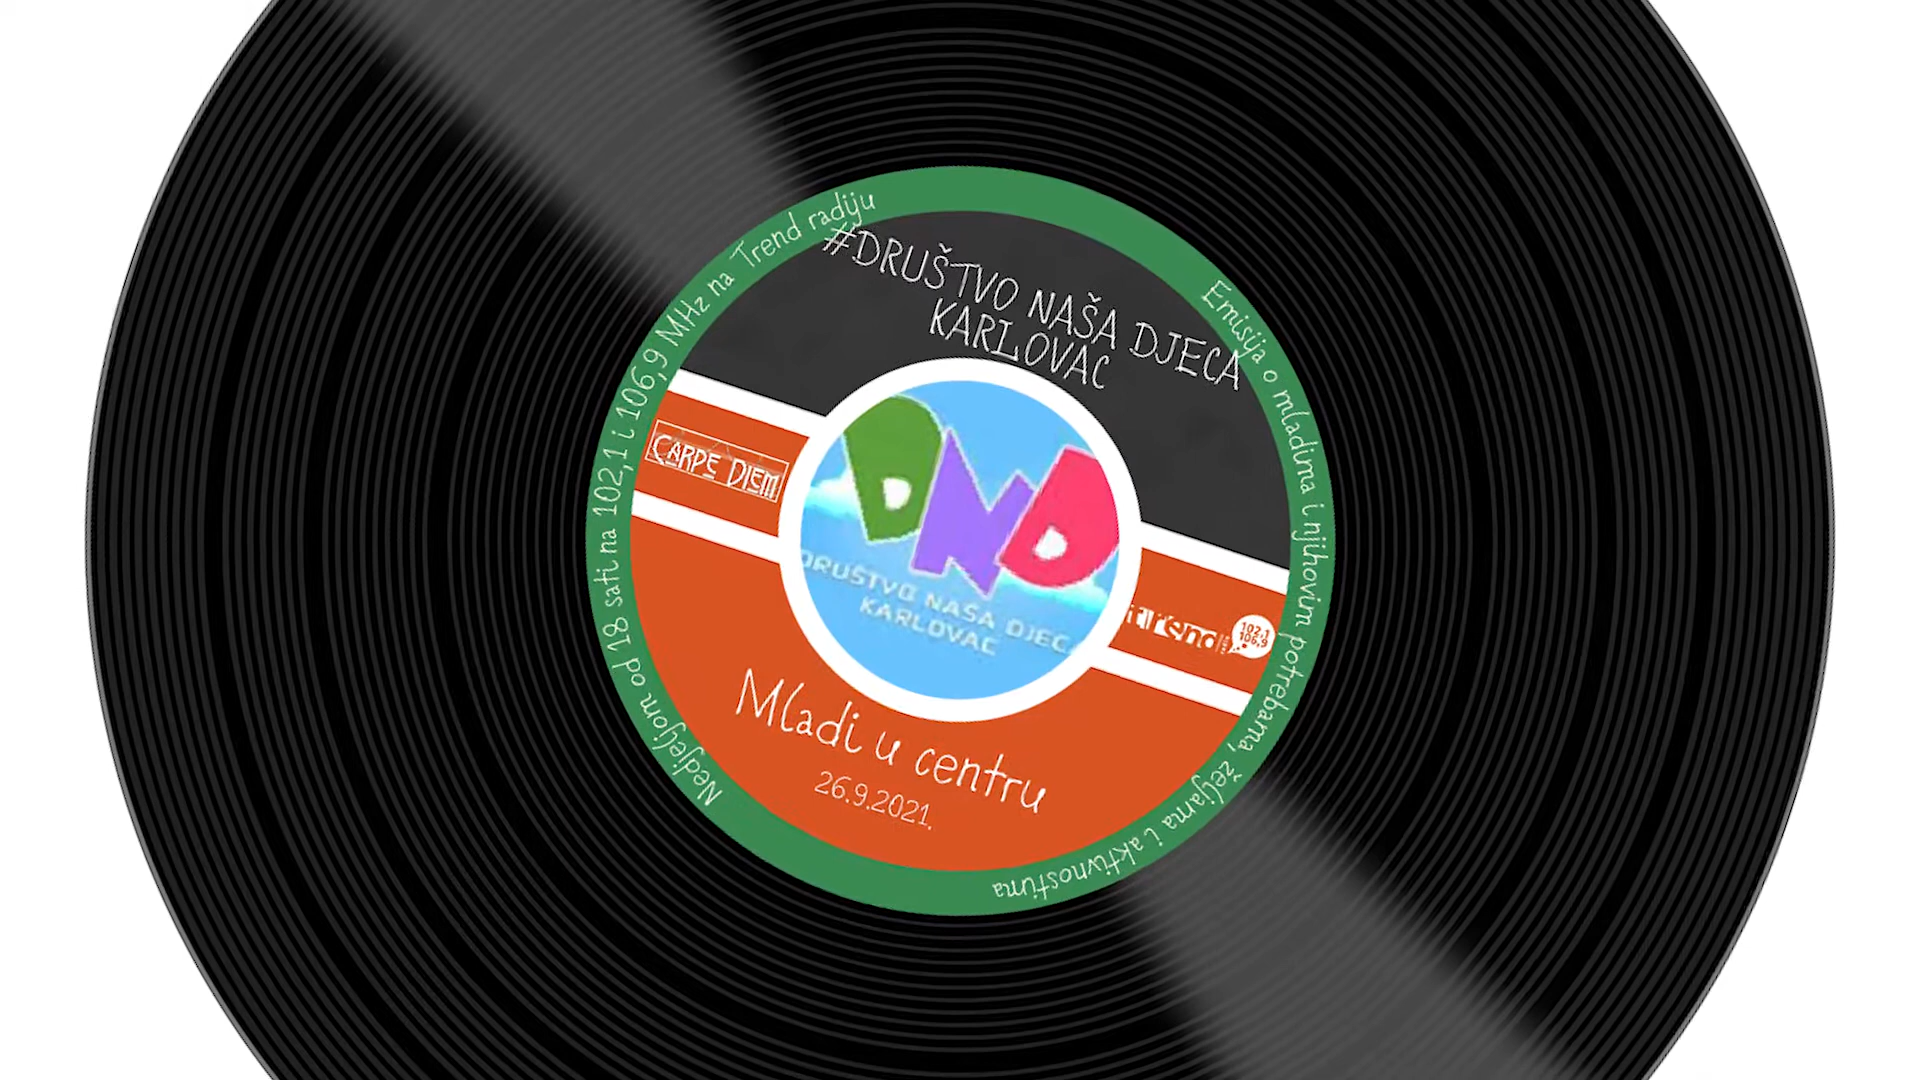 Nedjeljom od 18 sati na 102,1 i 106,9 MHz na Trend radiju
Emisija o mladima i njihovim potrebama, željama i aktivnostima
#DRUŠTVO NAŠA DJECA
KARLOVAC
CARPE DIEM
DND
DRUŠTVO NAŠA DJECA
KARLOVAC
trend
102,1
106,9
Mladi u centru
26.9.2021.